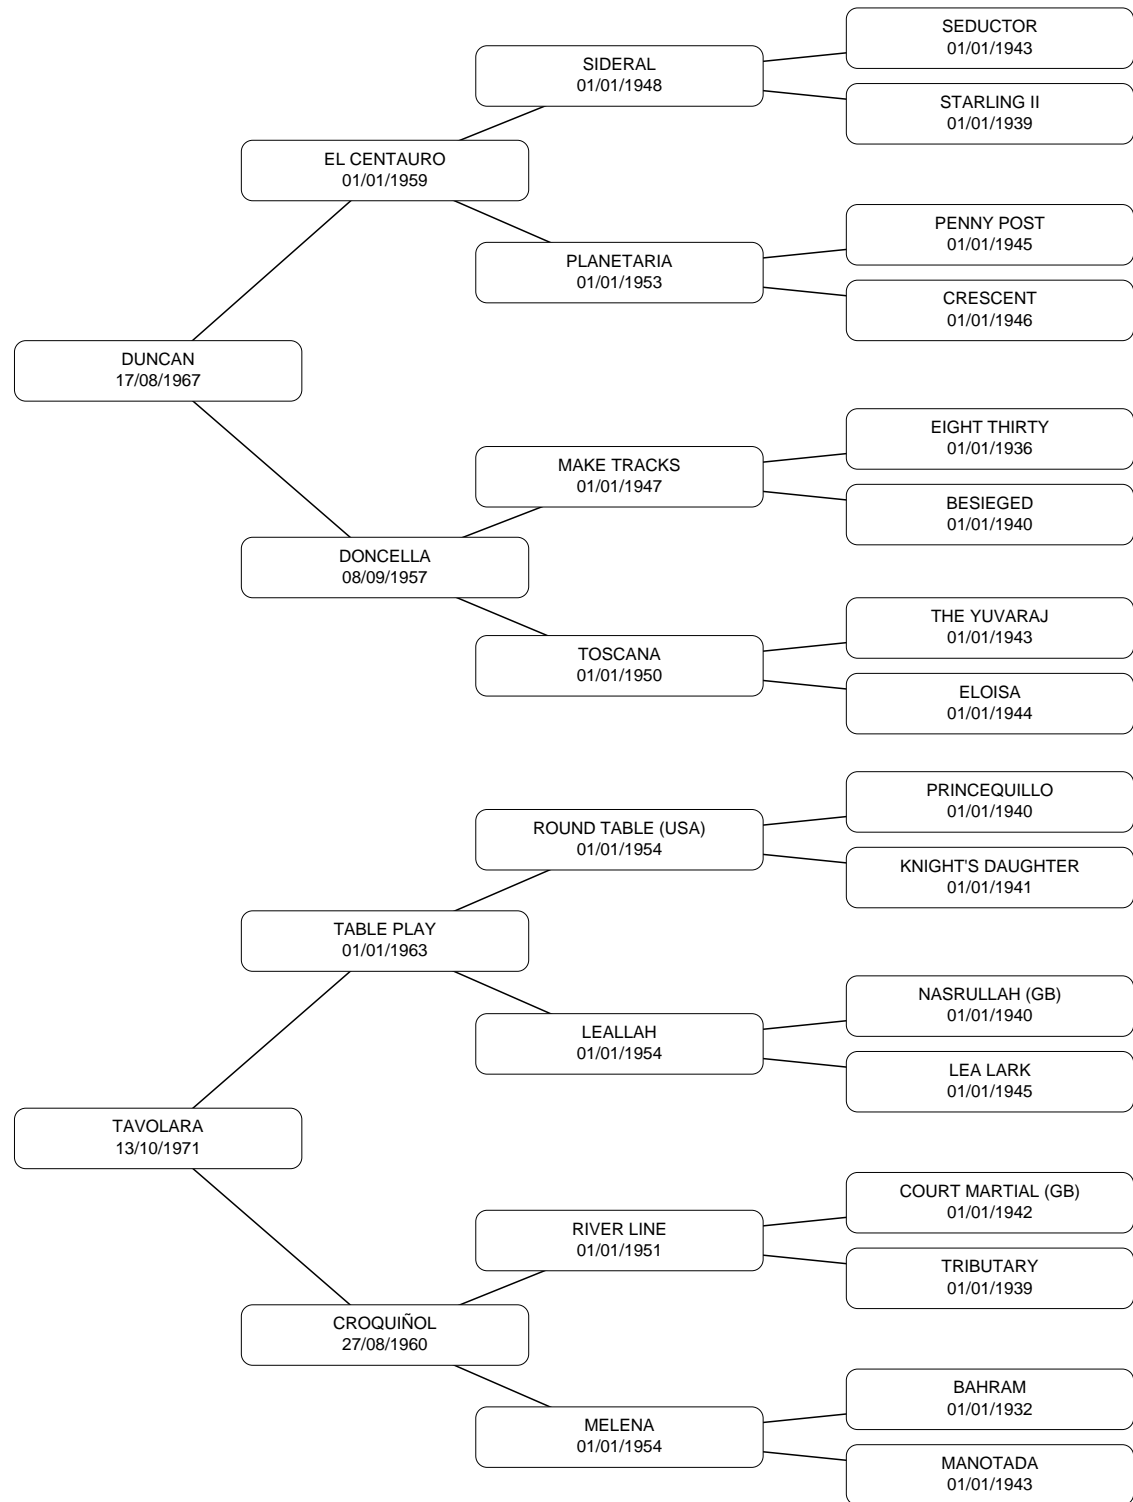 SEDUCTOR
01/01/1943
SIDERAL
01/01/1948
STARLING II
01/01/1939
EL CENTAURO
01/01/1959
PENNY POST
01/01/1945
PLANETARIA
01/01/1953
CRESCENT
01/01/1946
DUNCAN
17/08/1967
EIGHT THIRTY
01/01/1936
MAKE TRACKS
01/01/1947
BESIEGED
01/01/1940
DONCELLA
08/09/1957
THE YUVARAJ
01/01/1943
TOSCANA
01/01/1950
ELOISA
01/01/1944
PRINCEQUILLO
01/01/1940
ROUND TABLE (USA)
01/01/1954
KNIGHT'S DAUGHTER
01/01/1941
TABLE PLAY
01/01/1963
NASRULLAH (GB)
01/01/1940
LEALLAH
01/01/1954
LEA LARK
01/01/1945
TAVOLARA
13/10/1971
COURT MARTIAL (GB)
01/01/1942
RIVER LINE
01/01/1951
TRIBUTARY
01/01/1939
CROQUIÑOL
27/08/1960
BAHRAM
01/01/1932
MELENA
01/01/1954
MANOTADA
01/01/1943